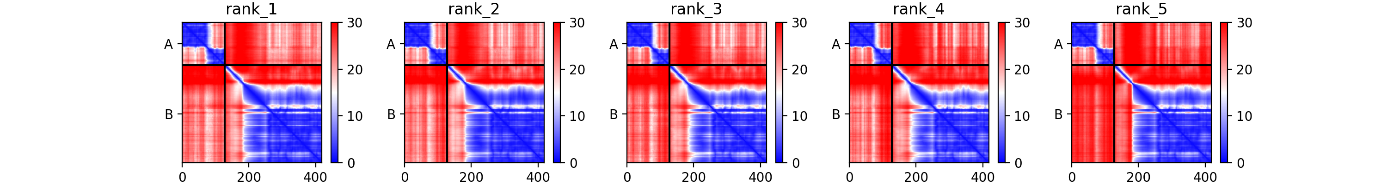 rank_1 rank_2 rank_3 rank_4 rank_5
A 30 A 30 A 30 A 30 A 30
20 20 20 20 20
B 10 B 10 B 10 B 10 B 10
0 0 0 0 0
0 200 400 0 200 400 0 200 400 0 200 400 0 200 400